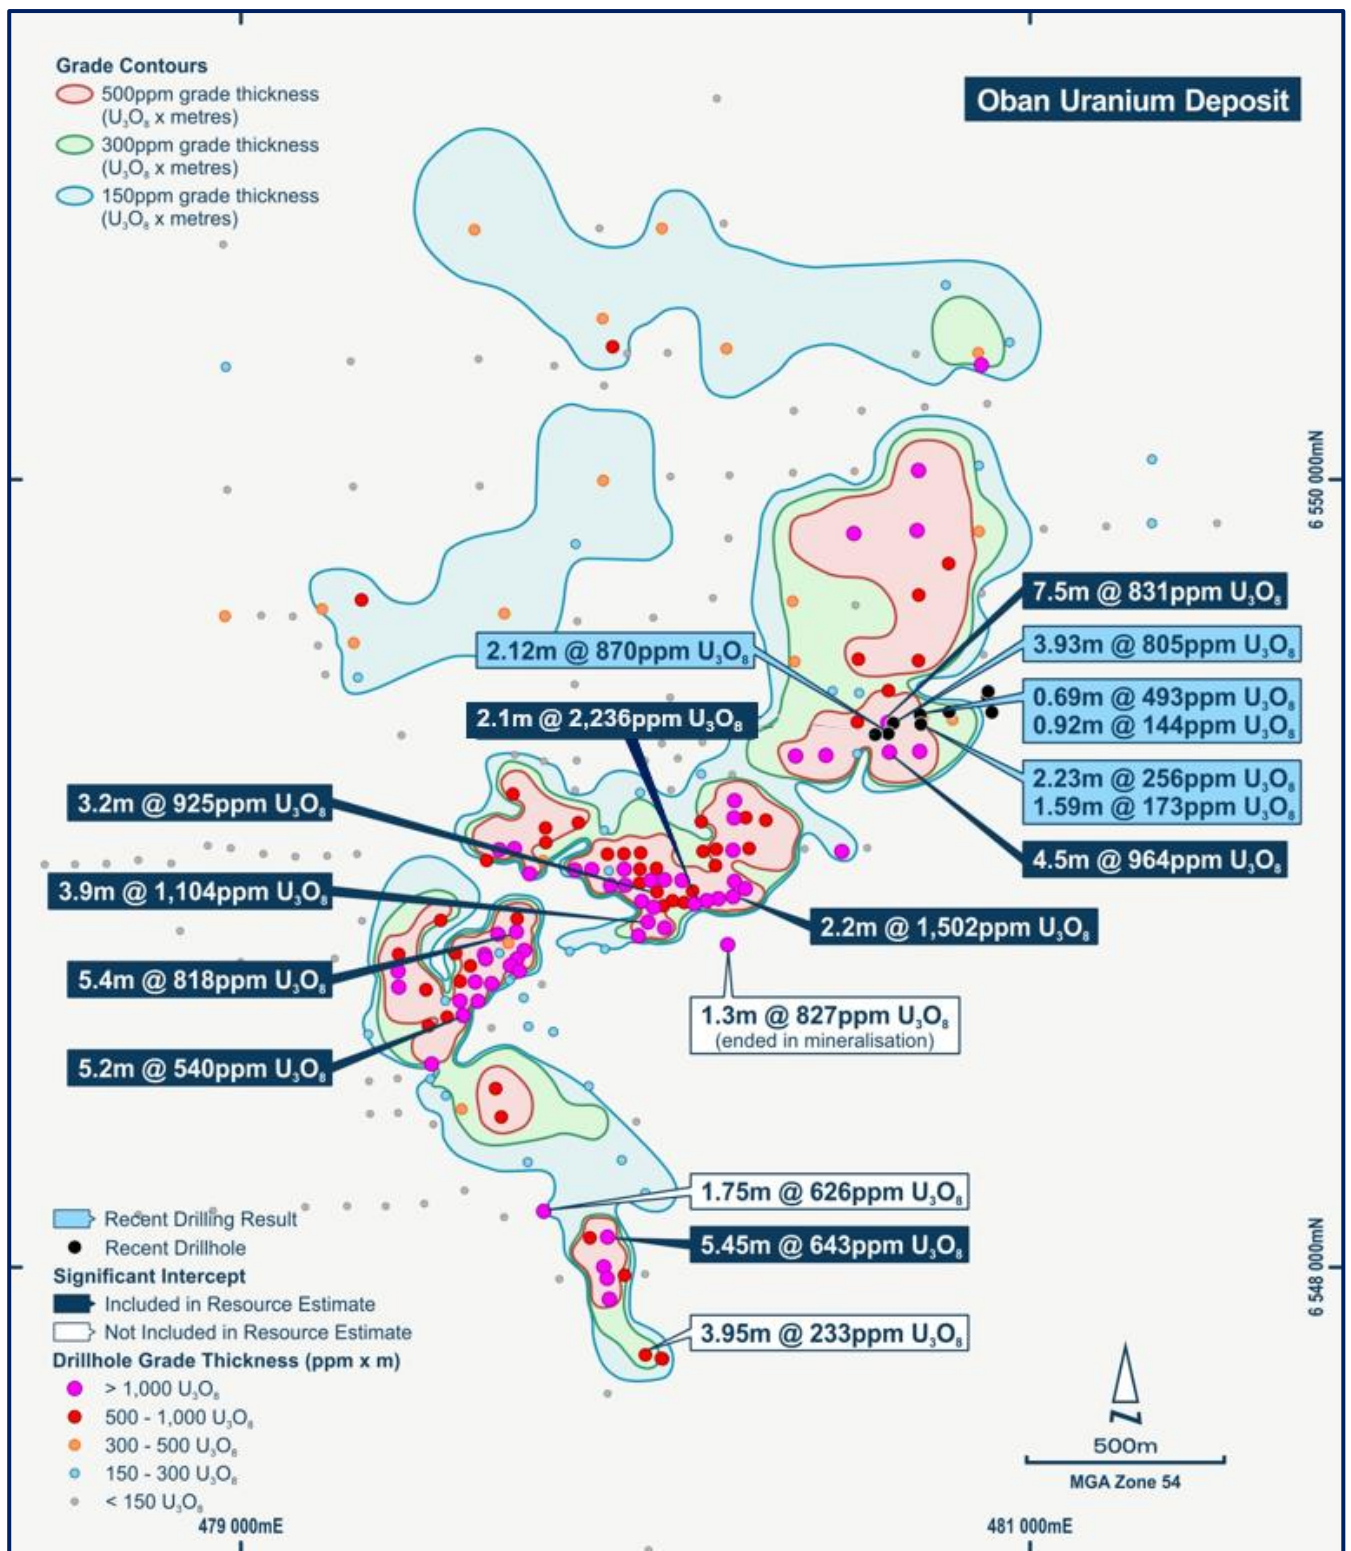 Grade Contours
500ppm grade thickness
(U₃O₈ x metres)
300ppm grade thickness
(U₃O₈ x metres)
150ppm grade thickness
(U₃O₈ x metres)
Oban Uranium Deposit
6 550 000mN
7.5m @ 831ppm U₃O₈
2.12m @ 870ppm U₃O₈
3.93m @ 805ppm U₃O₈
0.69m @ 493ppm U₃O₈
0.92m @ 144ppm U₃O₈
2.1m @ 2,236ppm U₃O₈
2.23m @ 256ppm U₃O₈
1.59m @ 173ppm U₃O₈
3.2m @ 925ppm U₃O₈
4.5m @ 964ppm U₃O₈
3.9m @ 1,104ppm U₃O₈
2.2m @ 1,502ppm U₃O₈
5.4m @ 818ppm U₃O₈
1.3m @ 827ppm U₃O₈
(ended in mineralisation)
5.2m @ 540ppm U₃O₈
1.75m @ 626ppm U₃O₈
5.45m @ 643ppm U₃O₈
3.95m @ 233ppm U₃O₈
6 548 000mN
Recent Drilling Result
Recent Drillhole
Significant Intercept
Included in Resource Estimate
Not Included in Resource Estimate
Drillhole Grade Thickness (ppm x m)
> 1,000 U₃O₈
500 - 1,000 U₃O₈
300 - 500 U₃O₈
150 - 300 U₃O₈
< 150 U₃O₈
N
500m
MGA Zone 54
479 000mE
481 000mE